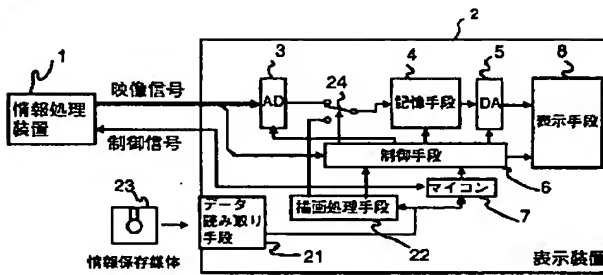 2
1
3
4
5
8
24
映像信号
AD
記憶手段
DA
情報処理
装置
表示手段
制御信号
制御手段
6
23
データ
読み取り
手段
描画処理手段
マイコン
7
情報保存媒体
21
22
表示装置